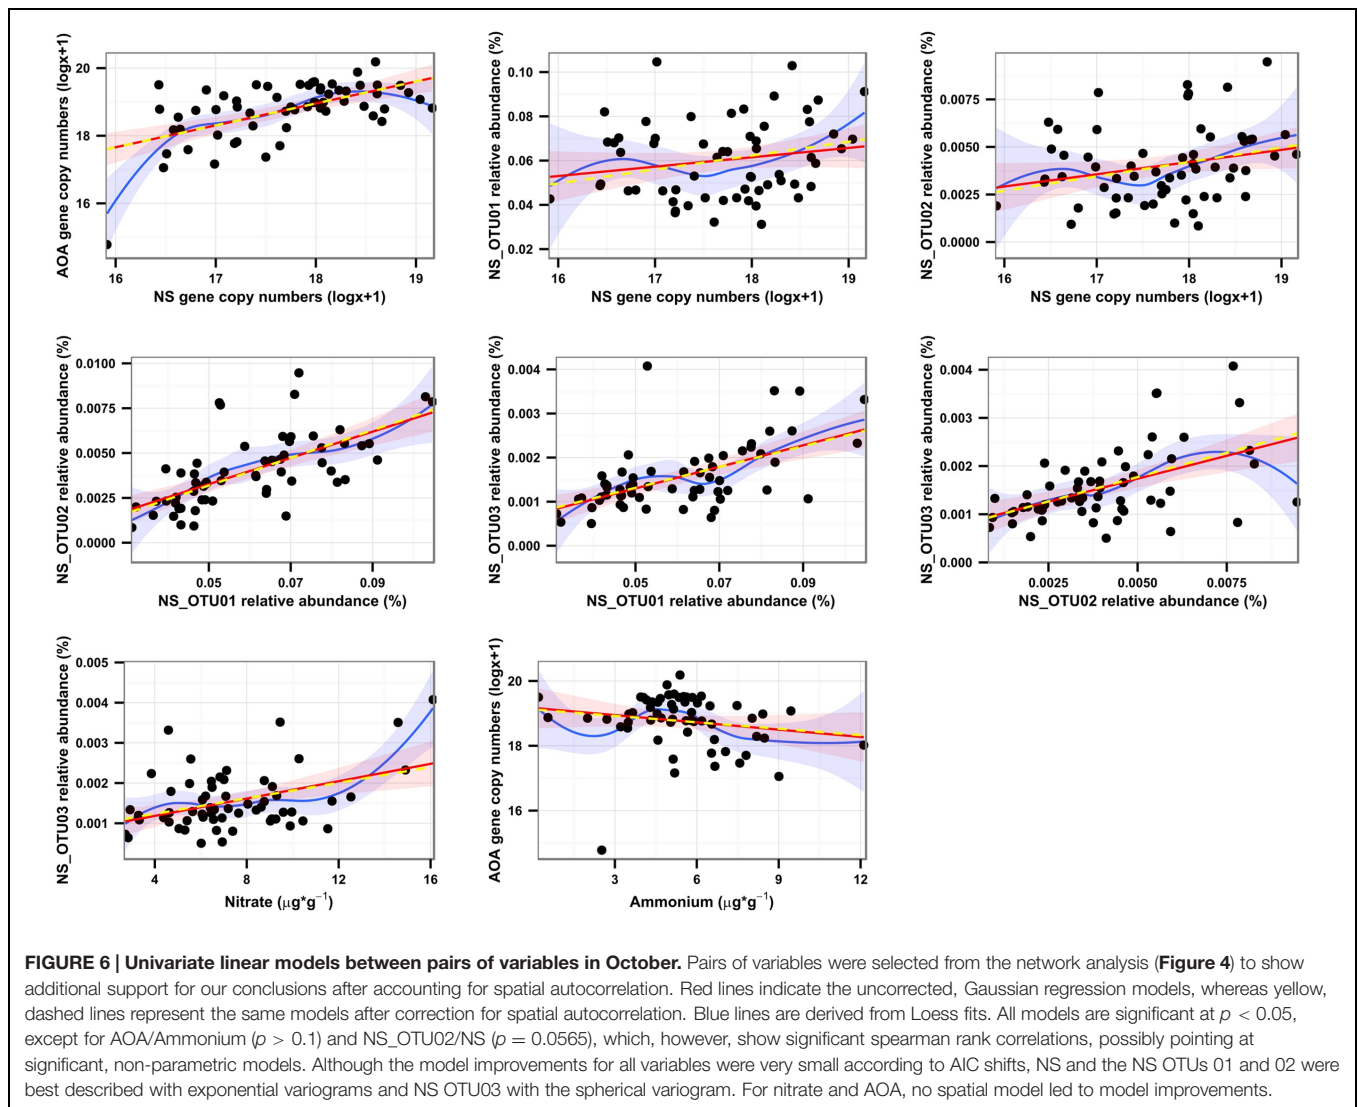 AOA gene copy numbers (logx+1)
20
18
16
16 17 18 19
NS gene copy numbers (logx+1)
NS_OTU01 relative abundance (%)
0.10
0.08
0.06
0.04
0.02
16 17 18 19
NS gene copy numbers (logx+1)
NS_OTU02 relative abundance (%)
0.0075
0.0050
0.0025
0.0000
16 17 18 19
NS gene copy numbers (logx+1)
NS_OTU02 relative abundance (%)
0.0100
0.0075
0.0050
0.0025
0.0000
0.05 0.07 0.09
NS_OTU01 relative abundance (%)
NS_OTU03 relative abundance (%)
0.004
0.003
0.002
0.001
0.000
0.05 0.07 0.09
NS_OTU01 relative abundance (%)
NS_OTU03 relative abundance (%)
0.004
0.003
0.002
0.001
0.000
0.0025 0.0050 0.0075
NS_OTU02 relative abundance (%)
NS_OTU03 relative abundance (%)
0.005
0.004
0.003
0.002
0.001
4 8 12 16
Nitrate (μg*g⁻¹)
AOA gene copy numbers (logx+1)
20
18
16
3 6 9 12
Ammonium (μg*g⁻¹)
FIGURE 6 | Univariate linear models between pairs of variables in October. Pairs of variables were selected from the network analysis (Figure 4) to show
additional support for our conclusions after accounting for spatial autocorrelation. Red lines indicate the uncorrected, Gaussian regression models, whereas yellow,
dashed lines represent the same models after correction for spatial autocorrelation. Blue lines are derived from Loess fits. All models are significant at p < 0.05,
except for AOA/Ammonium (p > 0.1) and NS_OTU02/NS (p = 0.0565), which, however, show significant spearman rank correlations, possibly pointing at
significant, non-parametric models. Although the model improvements for all variables were very small according to AIC shifts, NS and the NS OTUs 01 and 02 were
best described with exponential variograms and NS OTU03 with the spherical variogram. For nitrate and AOA, no spatial model led to model improvements.